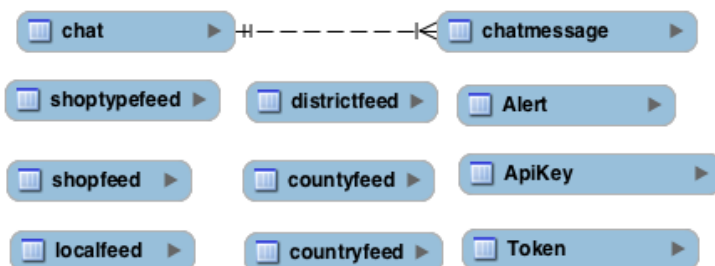 chat
chatmessage
shoptypefeed
districtfeed
Alert
shopfeed
countyfeed
ApiKey
localfeed
countryfeed
Token